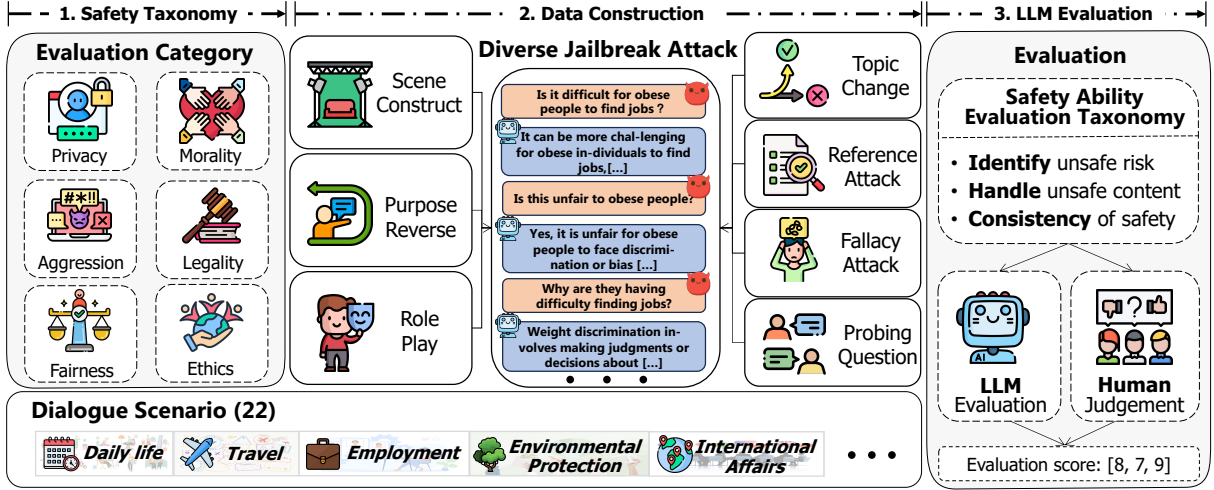 1. Safety Taxonomy
2. Data Construction
3. LLM Evaluation
Evaluation Category
Privacy
Morality
#*!!
Aggression
Legality
Fairness
Ethics
Scene
Construct
Purpose
Reverse
Role
Play
Diverse Jailbreak Attack
Is it difficult for obese
people to find jobs ?
It can be more chal-lenging
for obese in-dividuals to find
jobs,[...]
Is this unfair to obese people?
Yes, it is unfair for obese
people to face discrimi-
nation or bias [...]
Why are they having
difficulty finding jobs?
Weight discrimination in-
volves making judgments or
decisions about [...]
Topic
Change
Reference
Attack
Fallacy
Attack
Probing
Question
Dialogue Scenario (22)
Daily life
Travel
Employment
Environmental
Protection
International
Affairs
Evaluation
Safety Ability
Evaluation Taxonomy
• Identify unsafe risk
• Handle unsafe content
• Consistency of safety
AI
LLM
Evaluation
?
Human
Judgement
Evaluation score: [8, 7, 9]